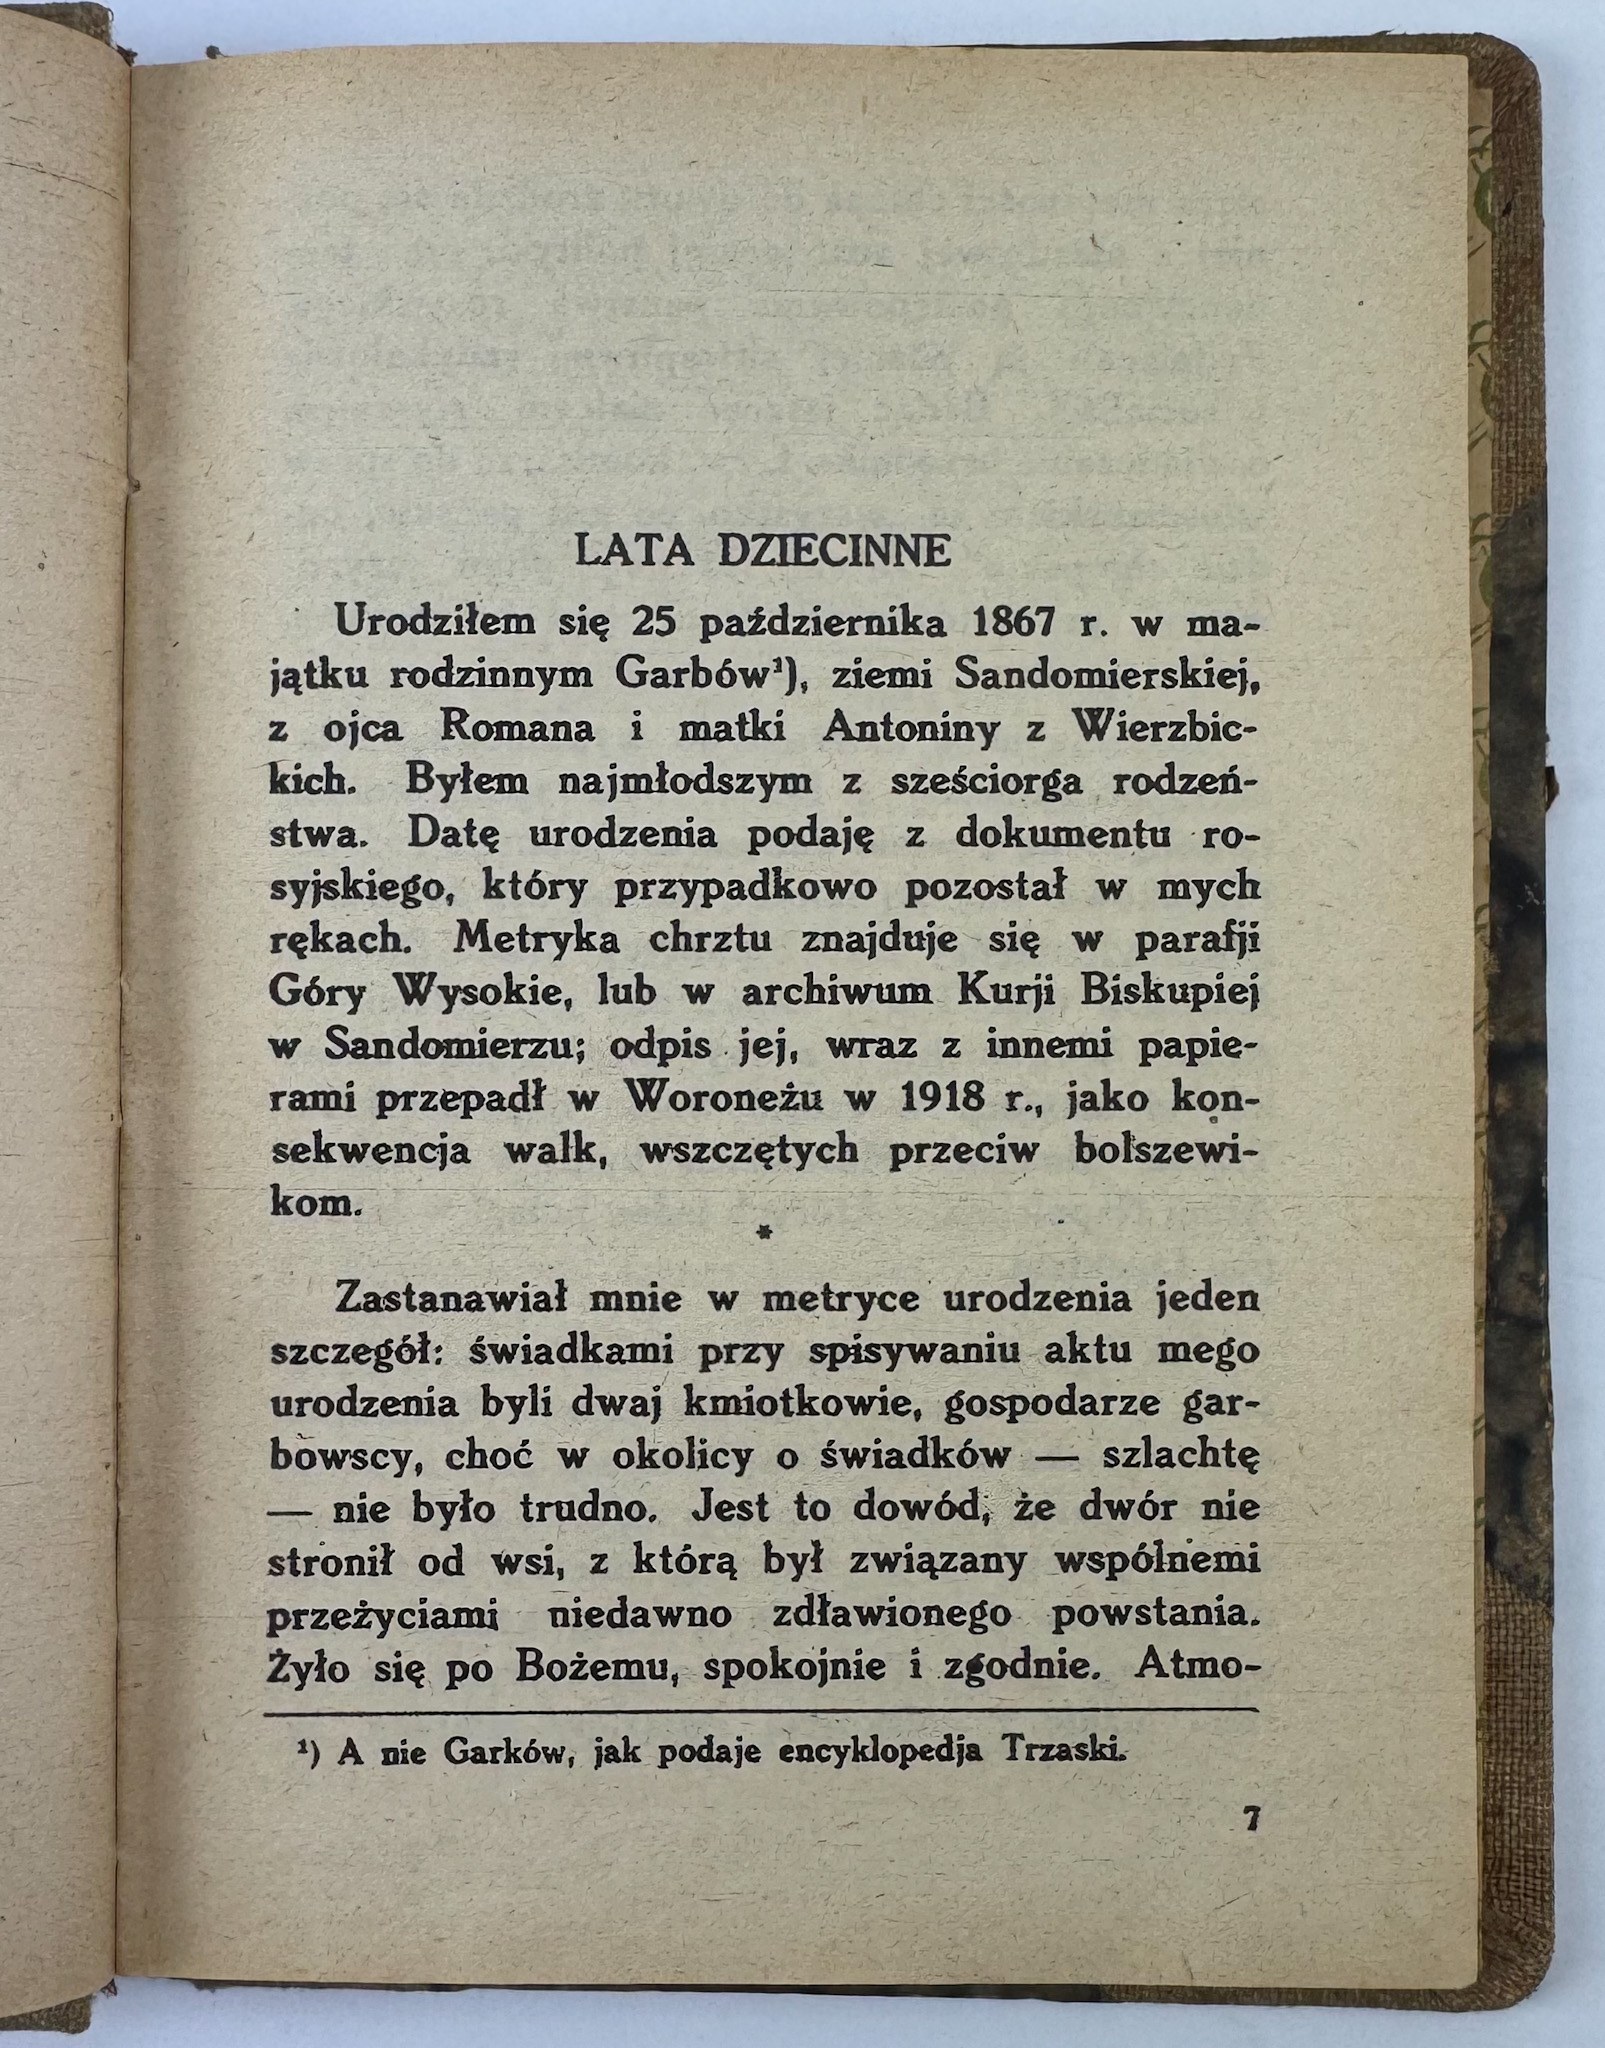 LATA DZIECINNE
Urodziłem się 25 października 1867 r. w ma-
jątku rodzinnym Garbów¹), ziemi Sandomierskiej,
z ojca Romana i matki Antoniny z Wierzbic-
kich. Byłem najmłodszym z sześciorga rodzeń-
stwa. Datę urodzenia podaję z dokumentu ro-
syjskiego, który przypadkowo pozostał w mych
rękach. Metryka chrztu znajduje się w parafji
Góry Wysokie, lub w archiwum Kurji Biskupiej
w Sandomierzu; odpis jej, wraz z innemi papie-
rami przepadł w Woroneżu w 1918 r., jako kon-
sekwencja walk, wszczętych przeciw bolszewi-
kom.
*
Zastanawiał mnie w metryce urodzenia jeden
szczegół: świadkami przy spisywaniu aktu mego
urodzenia byli dwaj kmiotkowie, gospodarze gar-
bowscy, choć w okolicy o świadków — szlachtę
— nie było trudno. Jest to dowód, że dwór nie
stronił od wsi, z którą był związany wspólnemi
przeżyciami niedawno zdławionego powstania.
Żyło się po Bożemu, spokojnie i zgodnie. Atmo-
¹) A nie Garków, jak podaje encyklopedja Trzaski.
7